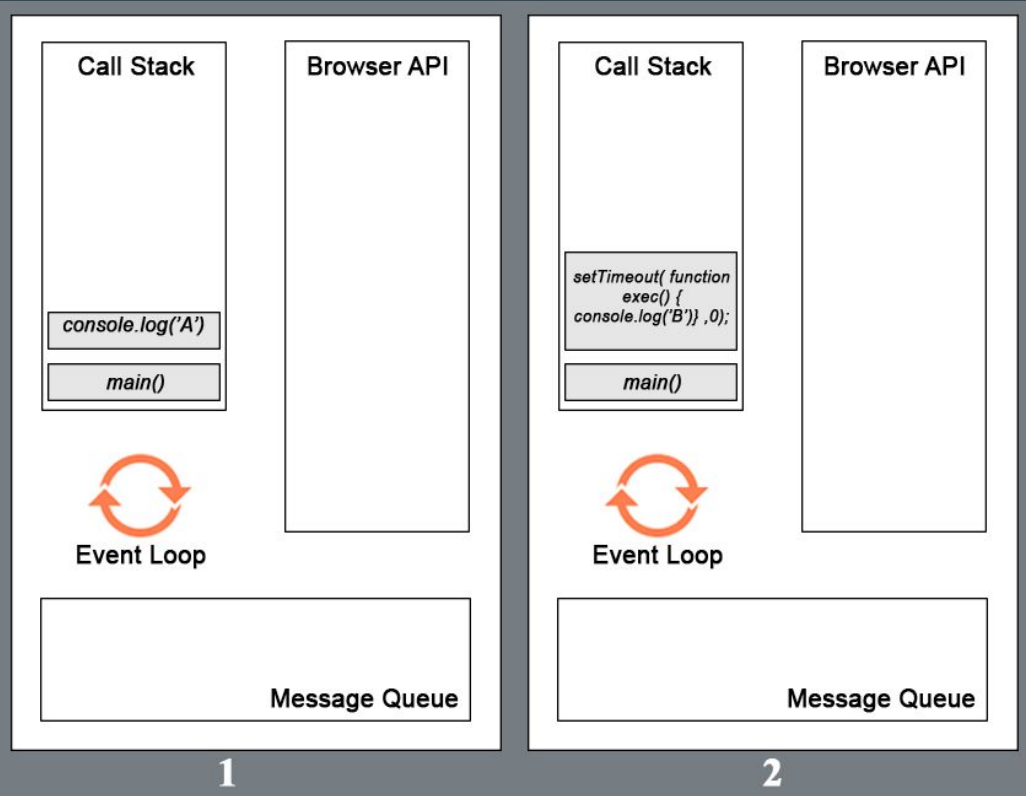 Call Stack
Browser API
console.log('A')
main()
Event Loop
Message Queue
1
Call Stack
Browser API
setTimeout( function
exec() {
console.log('B')} ,0);
main()
Event Loop
Message Queue
2